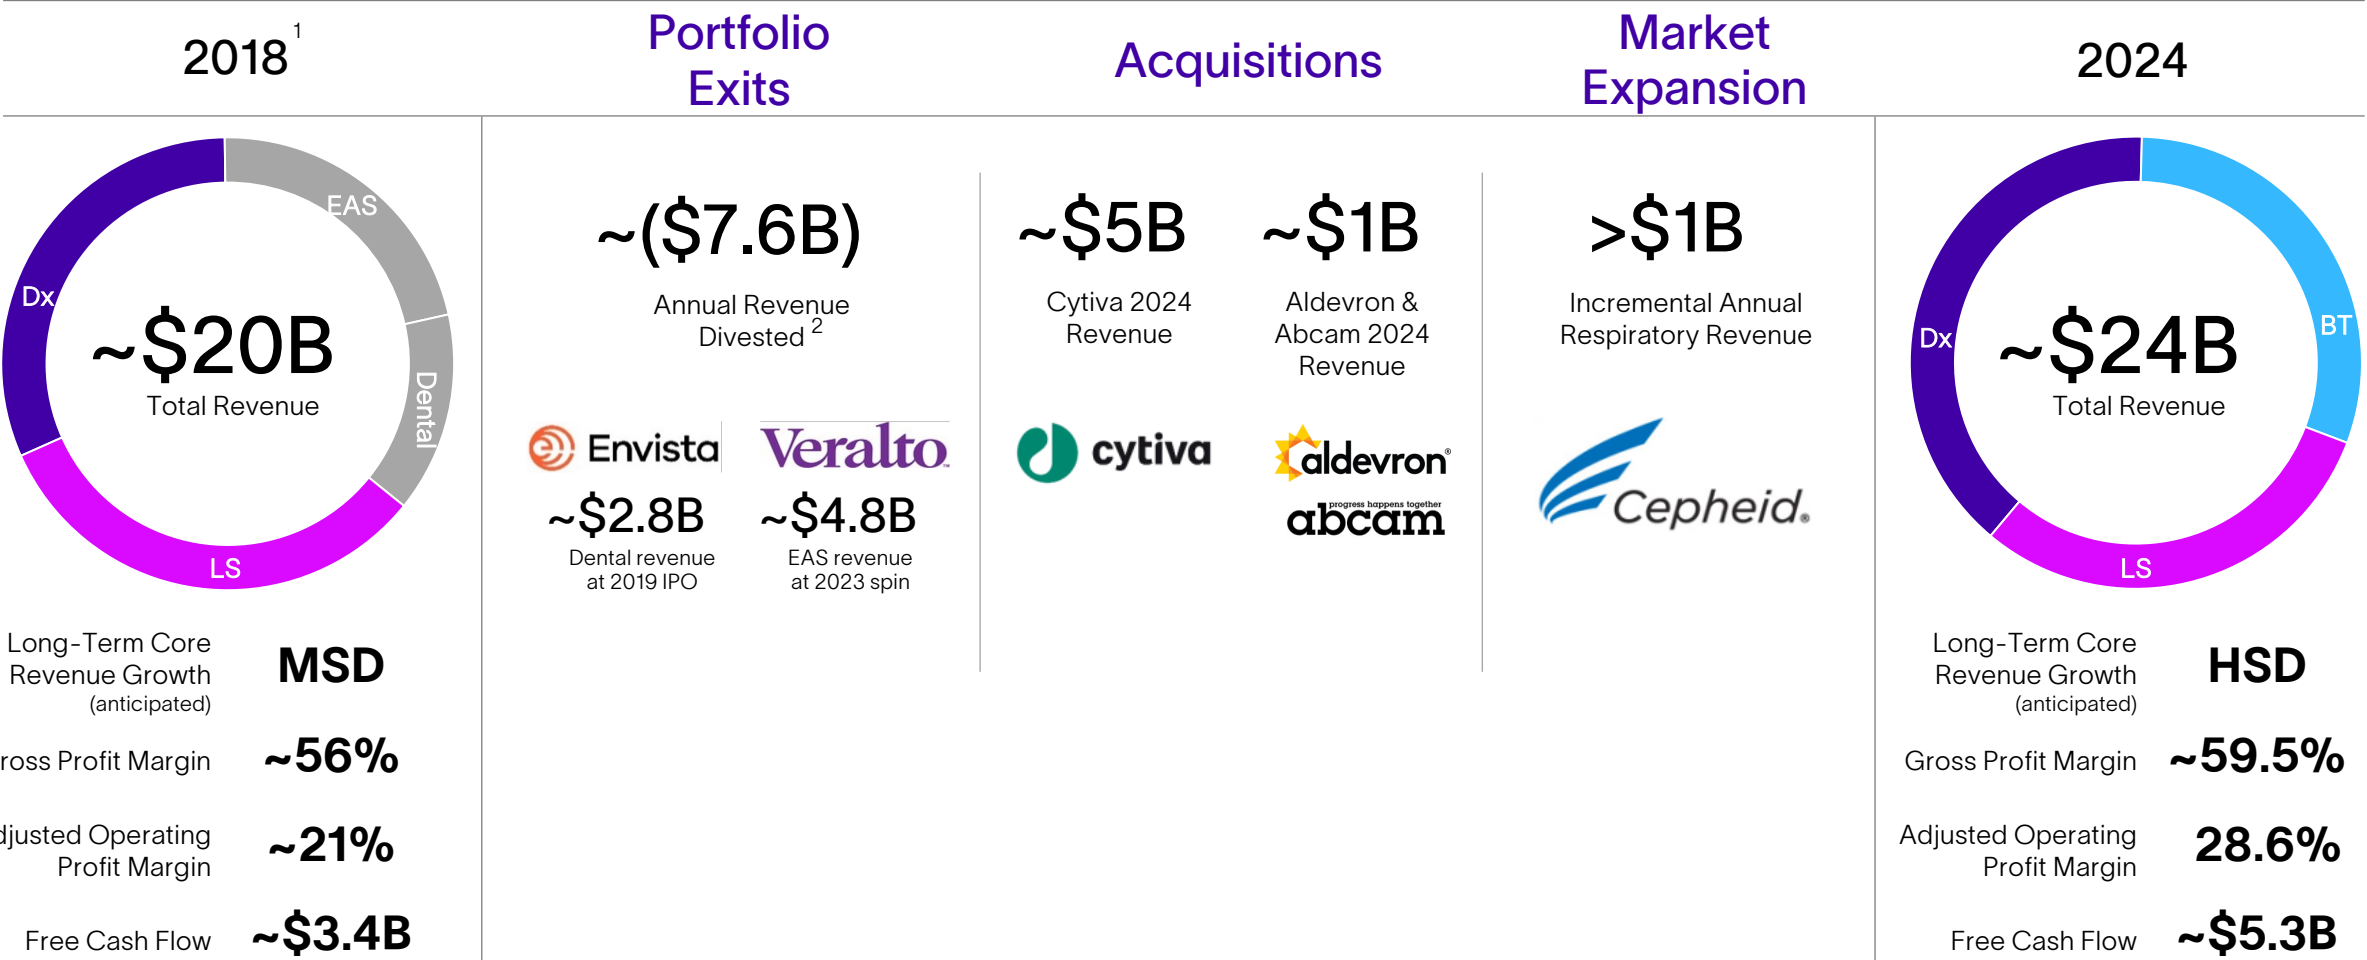 2018 1
Portfolio
Exits
Acquisitions
Market
Expansion
2024
EAS
Dental
LS
Dx
~$20B
Total Revenue
Long-Term Core
Revenue Growth
(anticipated)
MSD
ross Profit Margin
~56%
djusted Operating
Profit Margin
~21%
Free Cash Flow
~$3.4B
~($7.6B)
Annual Revenue
Divested 2
Envista
~$2.8B
Dental revenue
at 2019 IPO
Veralto™
~$4.8B
EAS revenue
at 2023 spin
~$5B
Cytiva 2024
Revenue
cytiva
~$1B
Aldevron &
Abcam 2024
Revenue
aldevron®
progress happens together
abcam
>$1B
Incremental Annual
Respiratory Revenue
Cepheid®
BT
LS
Dx
~$24B
Total Revenue
Long-Term Core
Revenue Growth
(anticipated)
HSD
Gross Profit Margin
~59.5%
Adjusted Operating
Profit Margin
28.6%
Free Cash Flow
~$5.3B